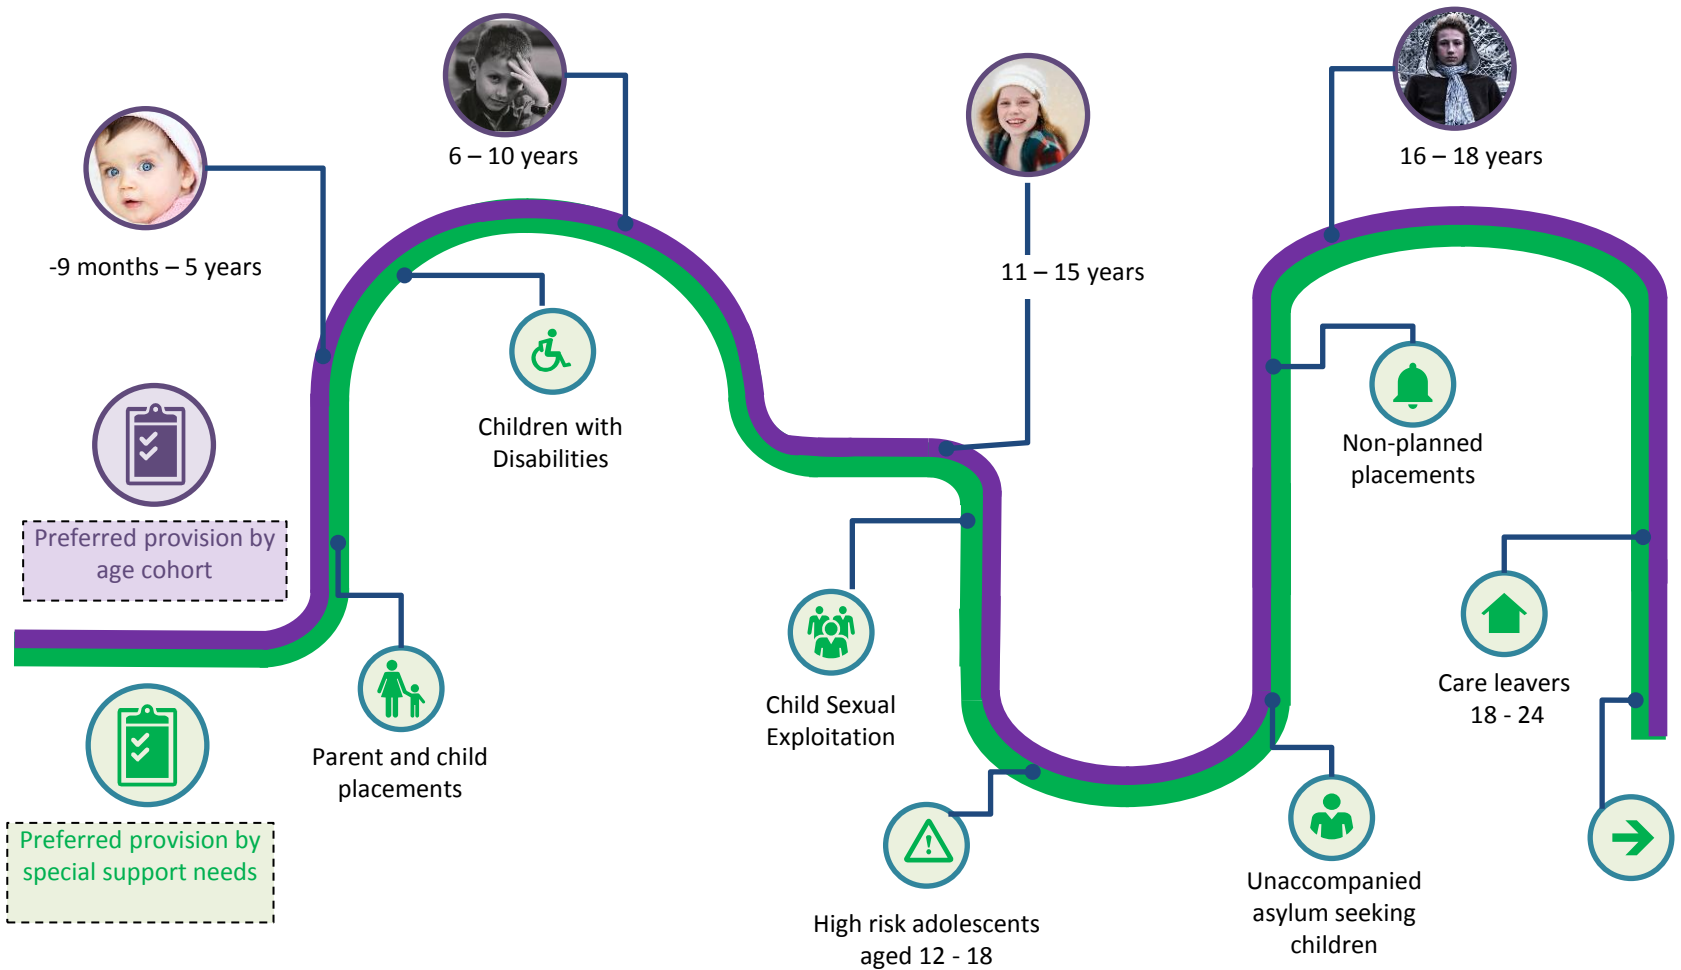 6 – 10 years
16 – 18 years
-9 months – 5 years
11 – 15 years
Children with
Disabilities
Non-planned
placements
Preferred provision by
age cohort
Child Sexual
Exploitation
Care leavers
18 - 24
Parent and child
placements
Preferred provision by
special support needs
High risk adolescents
aged 12 - 18
Unaccompanied
asylum seeking
children